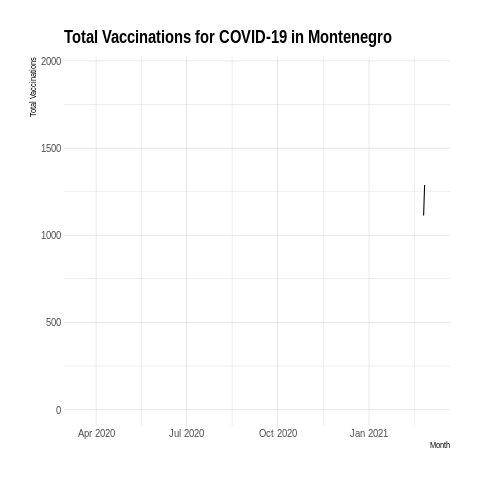 Total Vaccinations for COVID-19 in Montenegro
Total Vaccinations
2000
1500
1000
500
0
Apr 2020
Jul 2020
Oct 2020
Jan 2021
Month